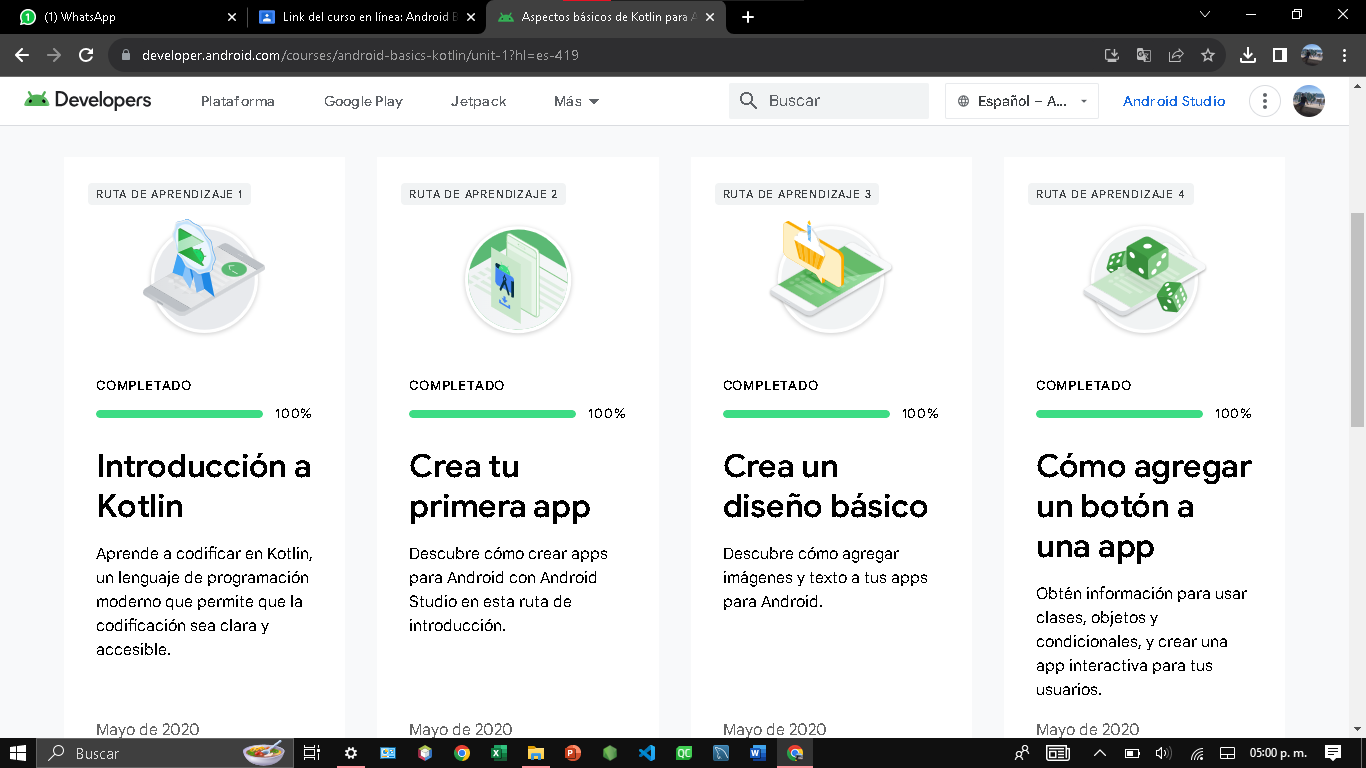 (1) WhatsApp
Link del curso en línea: Android B
Aspectos básicos de Kotlin para A
developer.android.com/courses/android-basics-kotlin/unit-1?hl=es-419
Developers
Plataforma
Google Play
Jetpack
Más
Buscar
Español – A...
Android Studio
RUTA DE APRENDIZAJE 1
COMPLETADO
100%
Introducción a
Kotlin
Aprende a codificar en Kotlin,
un lenguaje de programación
moderno que permite que la
codificación sea clara y
accesible.
Mayo de 2020
RUTA DE APRENDIZAJE 2
COMPLETADO
100%
Crea tu
primera app
Descubre cómo crear apps
para Android con Android
Studio en esta ruta de
introducción.
Mayo de 2020
RUTA DE APRENDIZAJE 3
COMPLETADO
100%
Crea un
diseño básico
Descubre cómo agregar
imágenes y texto a tus apps
para Android.
Mayo de 2020
RUTA DE APRENDIZAJE 4
COMPLETADO
100%
Cómo agregar
un botón a
una app
Obtén información para usar
clases, objetos y
condicionales, y crear una
app interactiva para tus
usuarios.
Mayo de 2020
Buscar
05:00 p. m.